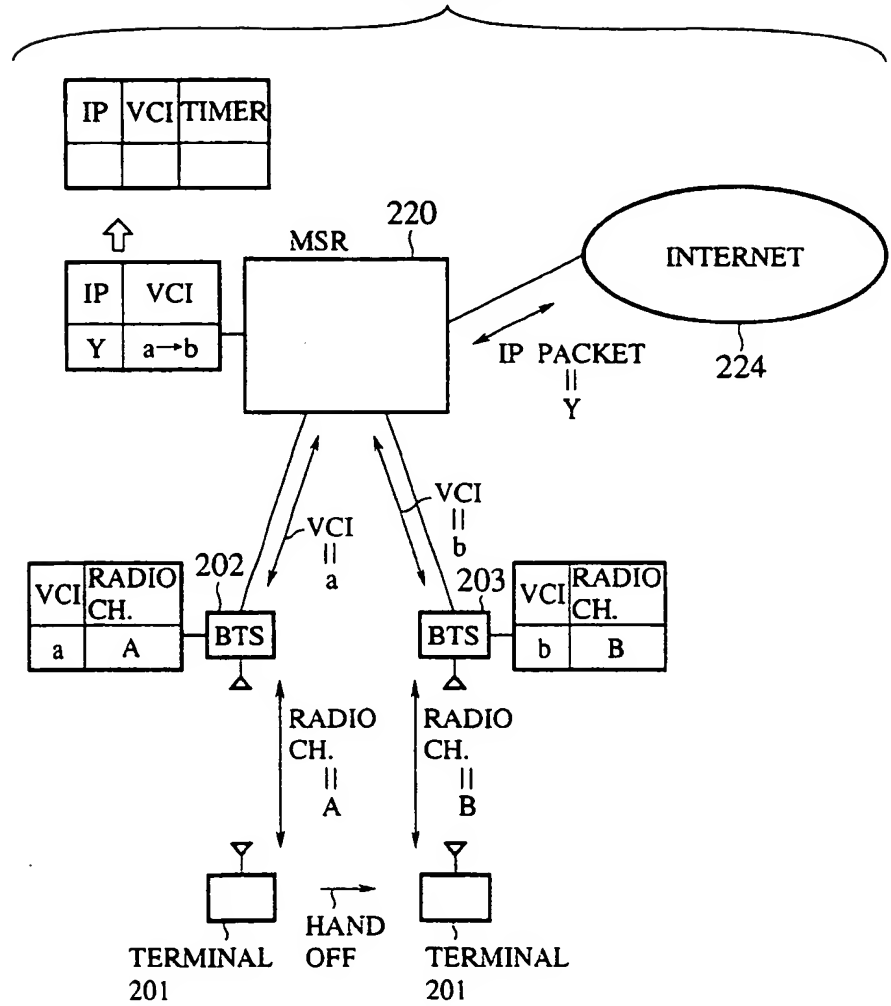 IP VCI TIMER
MSR
220
INTERNET
224
IP VCI
Y a→b
IP PACKET
=
Y
VCI
=
a
VCI
=
b
202
203
VCI RADIO CH.
a A
BTS
BTS
VCI RADIO CH.
b B
RADIO
CH.
=
A
RADIO
CH.
=
B
HAND
OFF
TERMINAL
201
TERMINAL
201